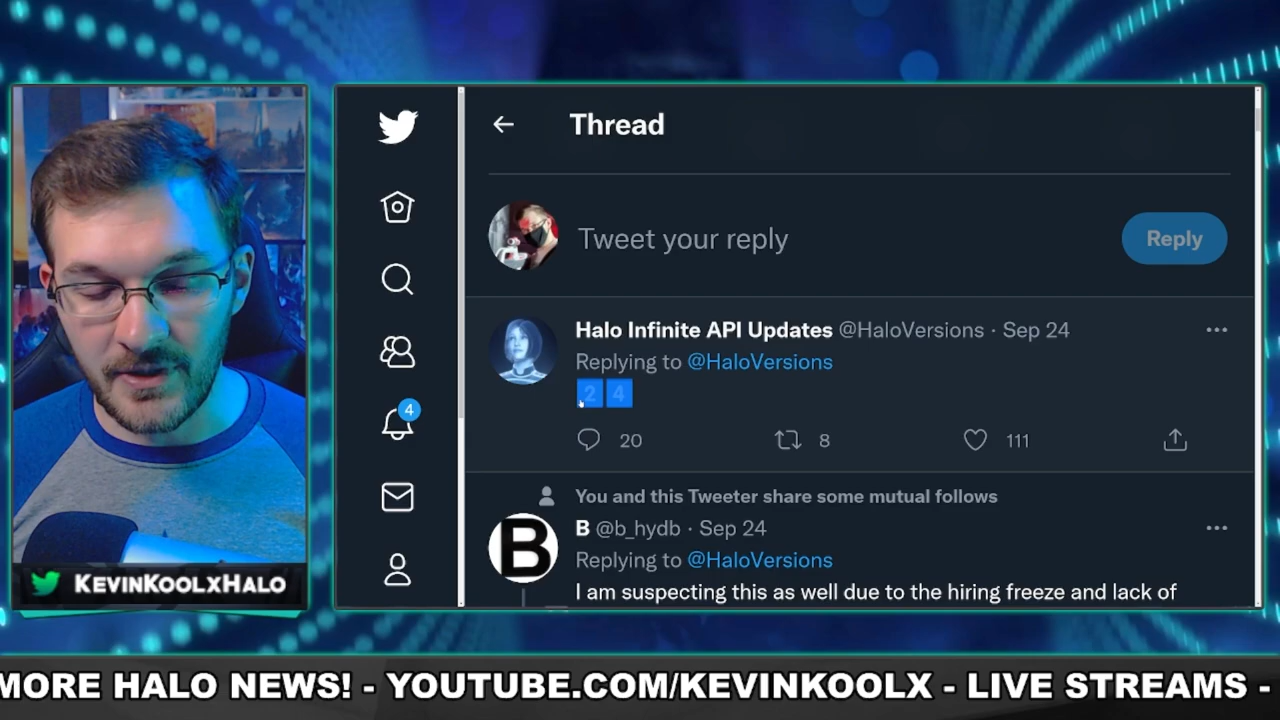 Thread
Tweet your reply
Reply
Halo Infinite API Updates @HaloVersions · Sep 24
Replying to @HaloVersions
2 4
20 8 111
You and this Tweeter share some mutual follows
B @b_hydb · Sep 24
Replying to @HaloVersions
I am suspecting this as well due to the hiring freeze and lack of
4
B
KevinKoolxHalo
MORE HALO NEWS! - YOUTUBE.COM/KEVINKOOLX - LIVE STREAMS -